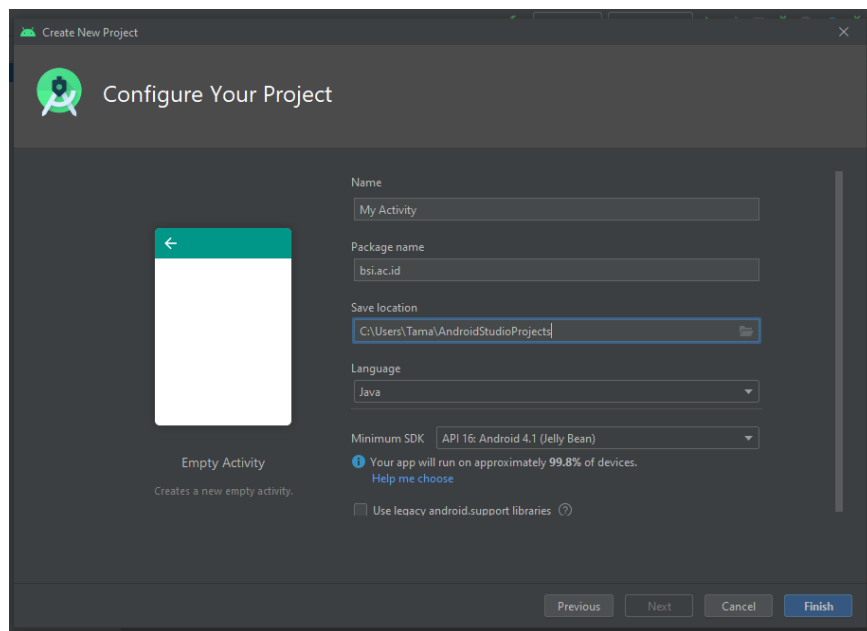 Create New Project
Configure Your Project
Name
My Activity
Package name
bsi.ac.id
Save location
C:\Users\Tama\AndroidStudioProjects
Language
Java
Minimum SDK API 16: Android 4.1 (Jelly Bean)
Your app will run on approximately 99.8% of devices.
Help me choose
Use legacy android.support libraries ?
Empty Activity
Creates a new empty activity.
Previous Next Cancel Finish